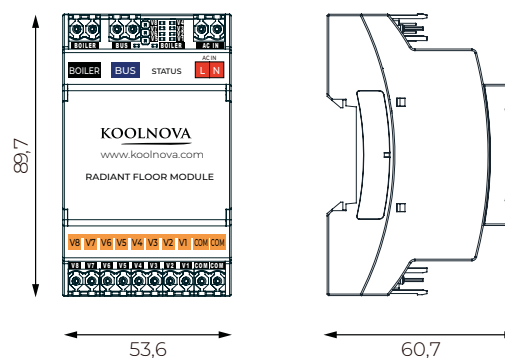 BOILER BUS BOILER AC IN
AC IN
BOILER BUS STATUS L N
KOOLNOVA
www.koolnova.com
RADIANT FLOOR MODULE
V8 V7 V6 V5 V4 V3 V2 V1 COM COM
V8 V7 V6 V5 V4 V3 V2 V1 COM COM
89,7
53,6
60,7